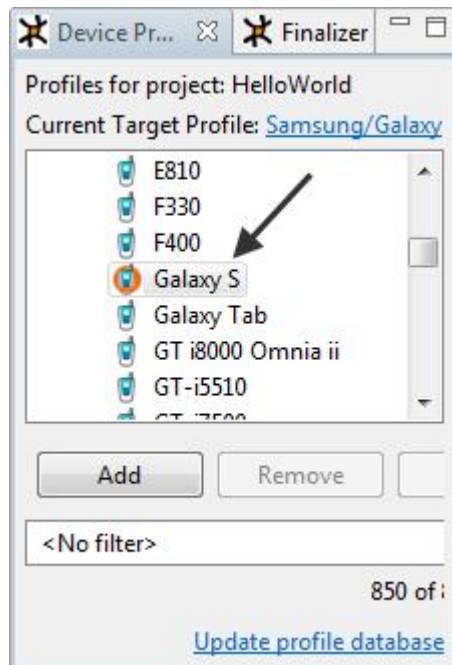 Device Pr... Finalizer
Profiles for project: HelloWorld
Current Target Profile: Samsung/Galaxy
E810
F330
F400
Galaxy S
Galaxy Tab
GT i8000 Omnia ii
GT-i5510
Add Remove
<No filter>
850 of
Update profile database